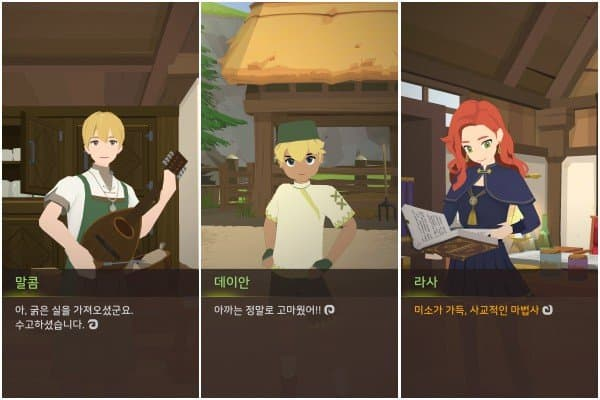 말콤
아, 굵은 실을 가져오셨군요.
수고하셨습니다.
데이안
아까는 정말로 고마웠어!!
라사
미소가 가득, 사교적인 마법사